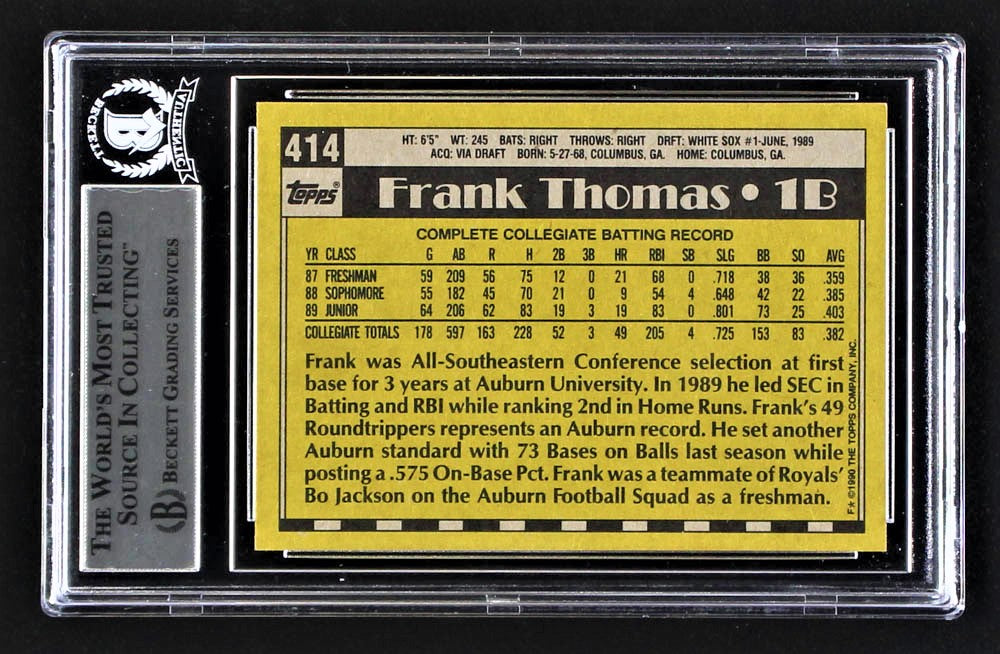 BECKETT
AUTHENTIC
B
THE WORLD'S MOST TRUSTED
SOURCE IN COLLECTING™
B BECKETT GRADING SERVICES
414
HT: 6'5" WT: 245 BATS: RIGHT THROWS: RIGHT DRFT: WHITE SOX #1-JUNE, 1989
ACQ: VIA DRAFT BORN: 5-27-68, COLUMBUS, GA. HOME: COLUMBUS, GA.
topps®
Frank Thomas • 1B
COMPLETE COLLEGIATE BATTING RECORD
YR CLASS G AB R H 2B 3B HR RBI SB SLG BB SO AVG
87 FRESHMAN 59 209 56 75 12 0 21 68 0 .718 38 36 .359
88 SOPHOMORE 55 182 45 70 21 0 9 54 4 .648 42 22 .385
89 JUNIOR 64 206 62 83 19 3 19 83 0 .801 73 25 .403
COLLEGIATE TOTALS 178 597 163 228 52 3 49 205 4 .725 153 83 .382
Frank was All-Southeastern Conference selection at first
base for 3 years at Auburn University. In 1989 he led SEC in
Batting and RBI while ranking 2nd in Home Runs. Frank's 49
Roundtrippers represents an Auburn record. He set another
Auburn standard with 73 Bases on Balls last season while
posting a .575 On-Base Pct. Frank was a teammate of Royals'
Bo Jackson on the Auburn Football Squad as a freshman.
F★ ©1990 THE TOPPS COMPANY, INC.